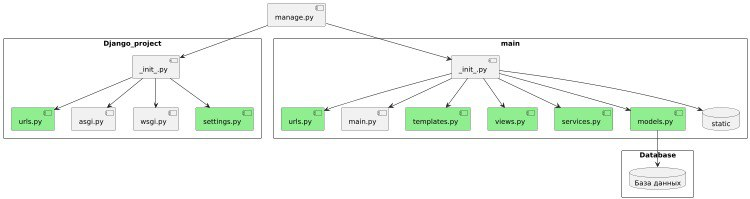 manage.py
Django_project
main
_init_.py
_init_.py
urls.py
asgi.py
wsgi.py
settings.py
urls.py
main.py
templates.py
views.py
services.py
models.py
static
Database
База данных